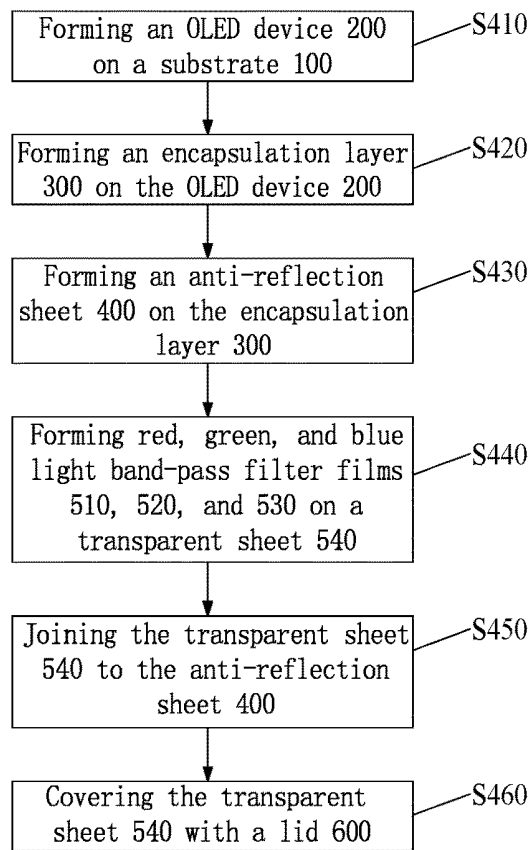 Forming an OLED device 200
on a substrate 100
S410
Forming an encapsulation layer
300 on the OLED device 200
S420
Forming an anti-reflection
sheet 400 on the encapsulation
layer 300
S430
Forming red, green, and blue
light band-pass filter films
510, 520, and 530 on a
transparent sheet 540
S440
Joining the transparent sheet
540 to the anti-reflection
sheet 400
S450
Covering the transparent
sheet 540 with a lid 600
S460